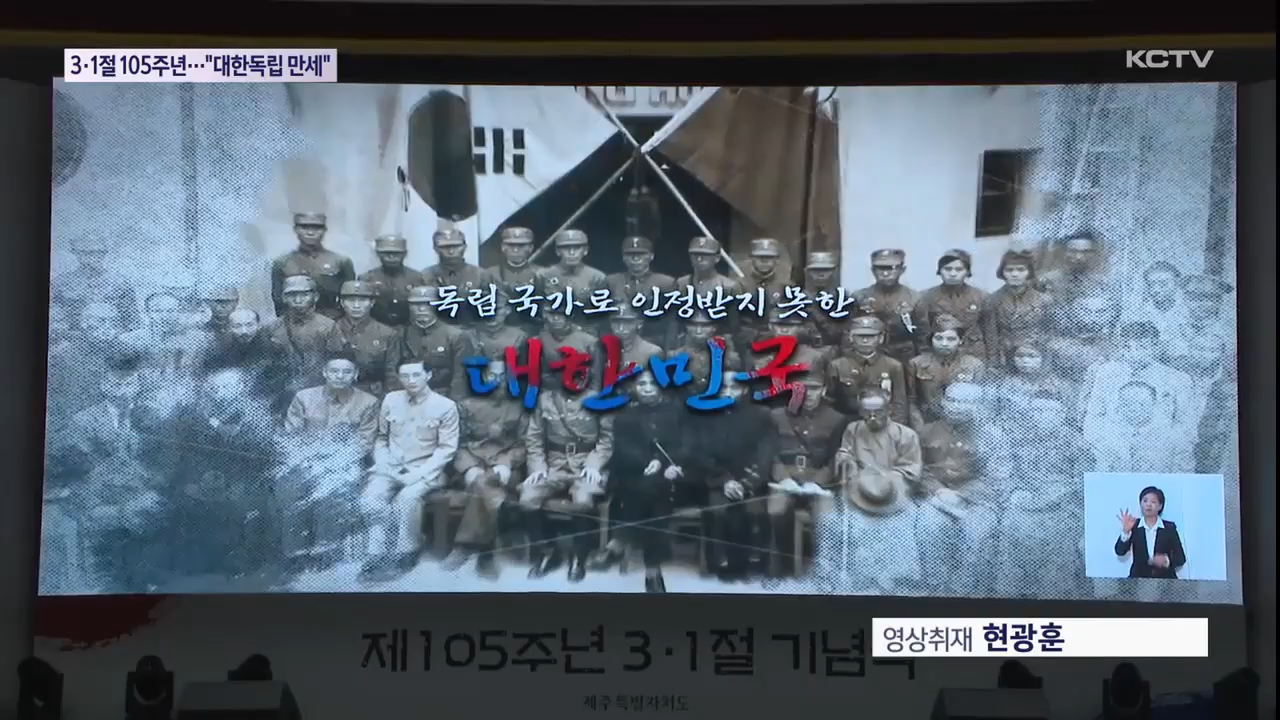 3·1절 105주년…"대한독립 만세"
KCTV
독립 국가로 인정받지 못한
대한민국
영상취재 현광훈
제105주년 3·1절 기념식
제주특별자치도